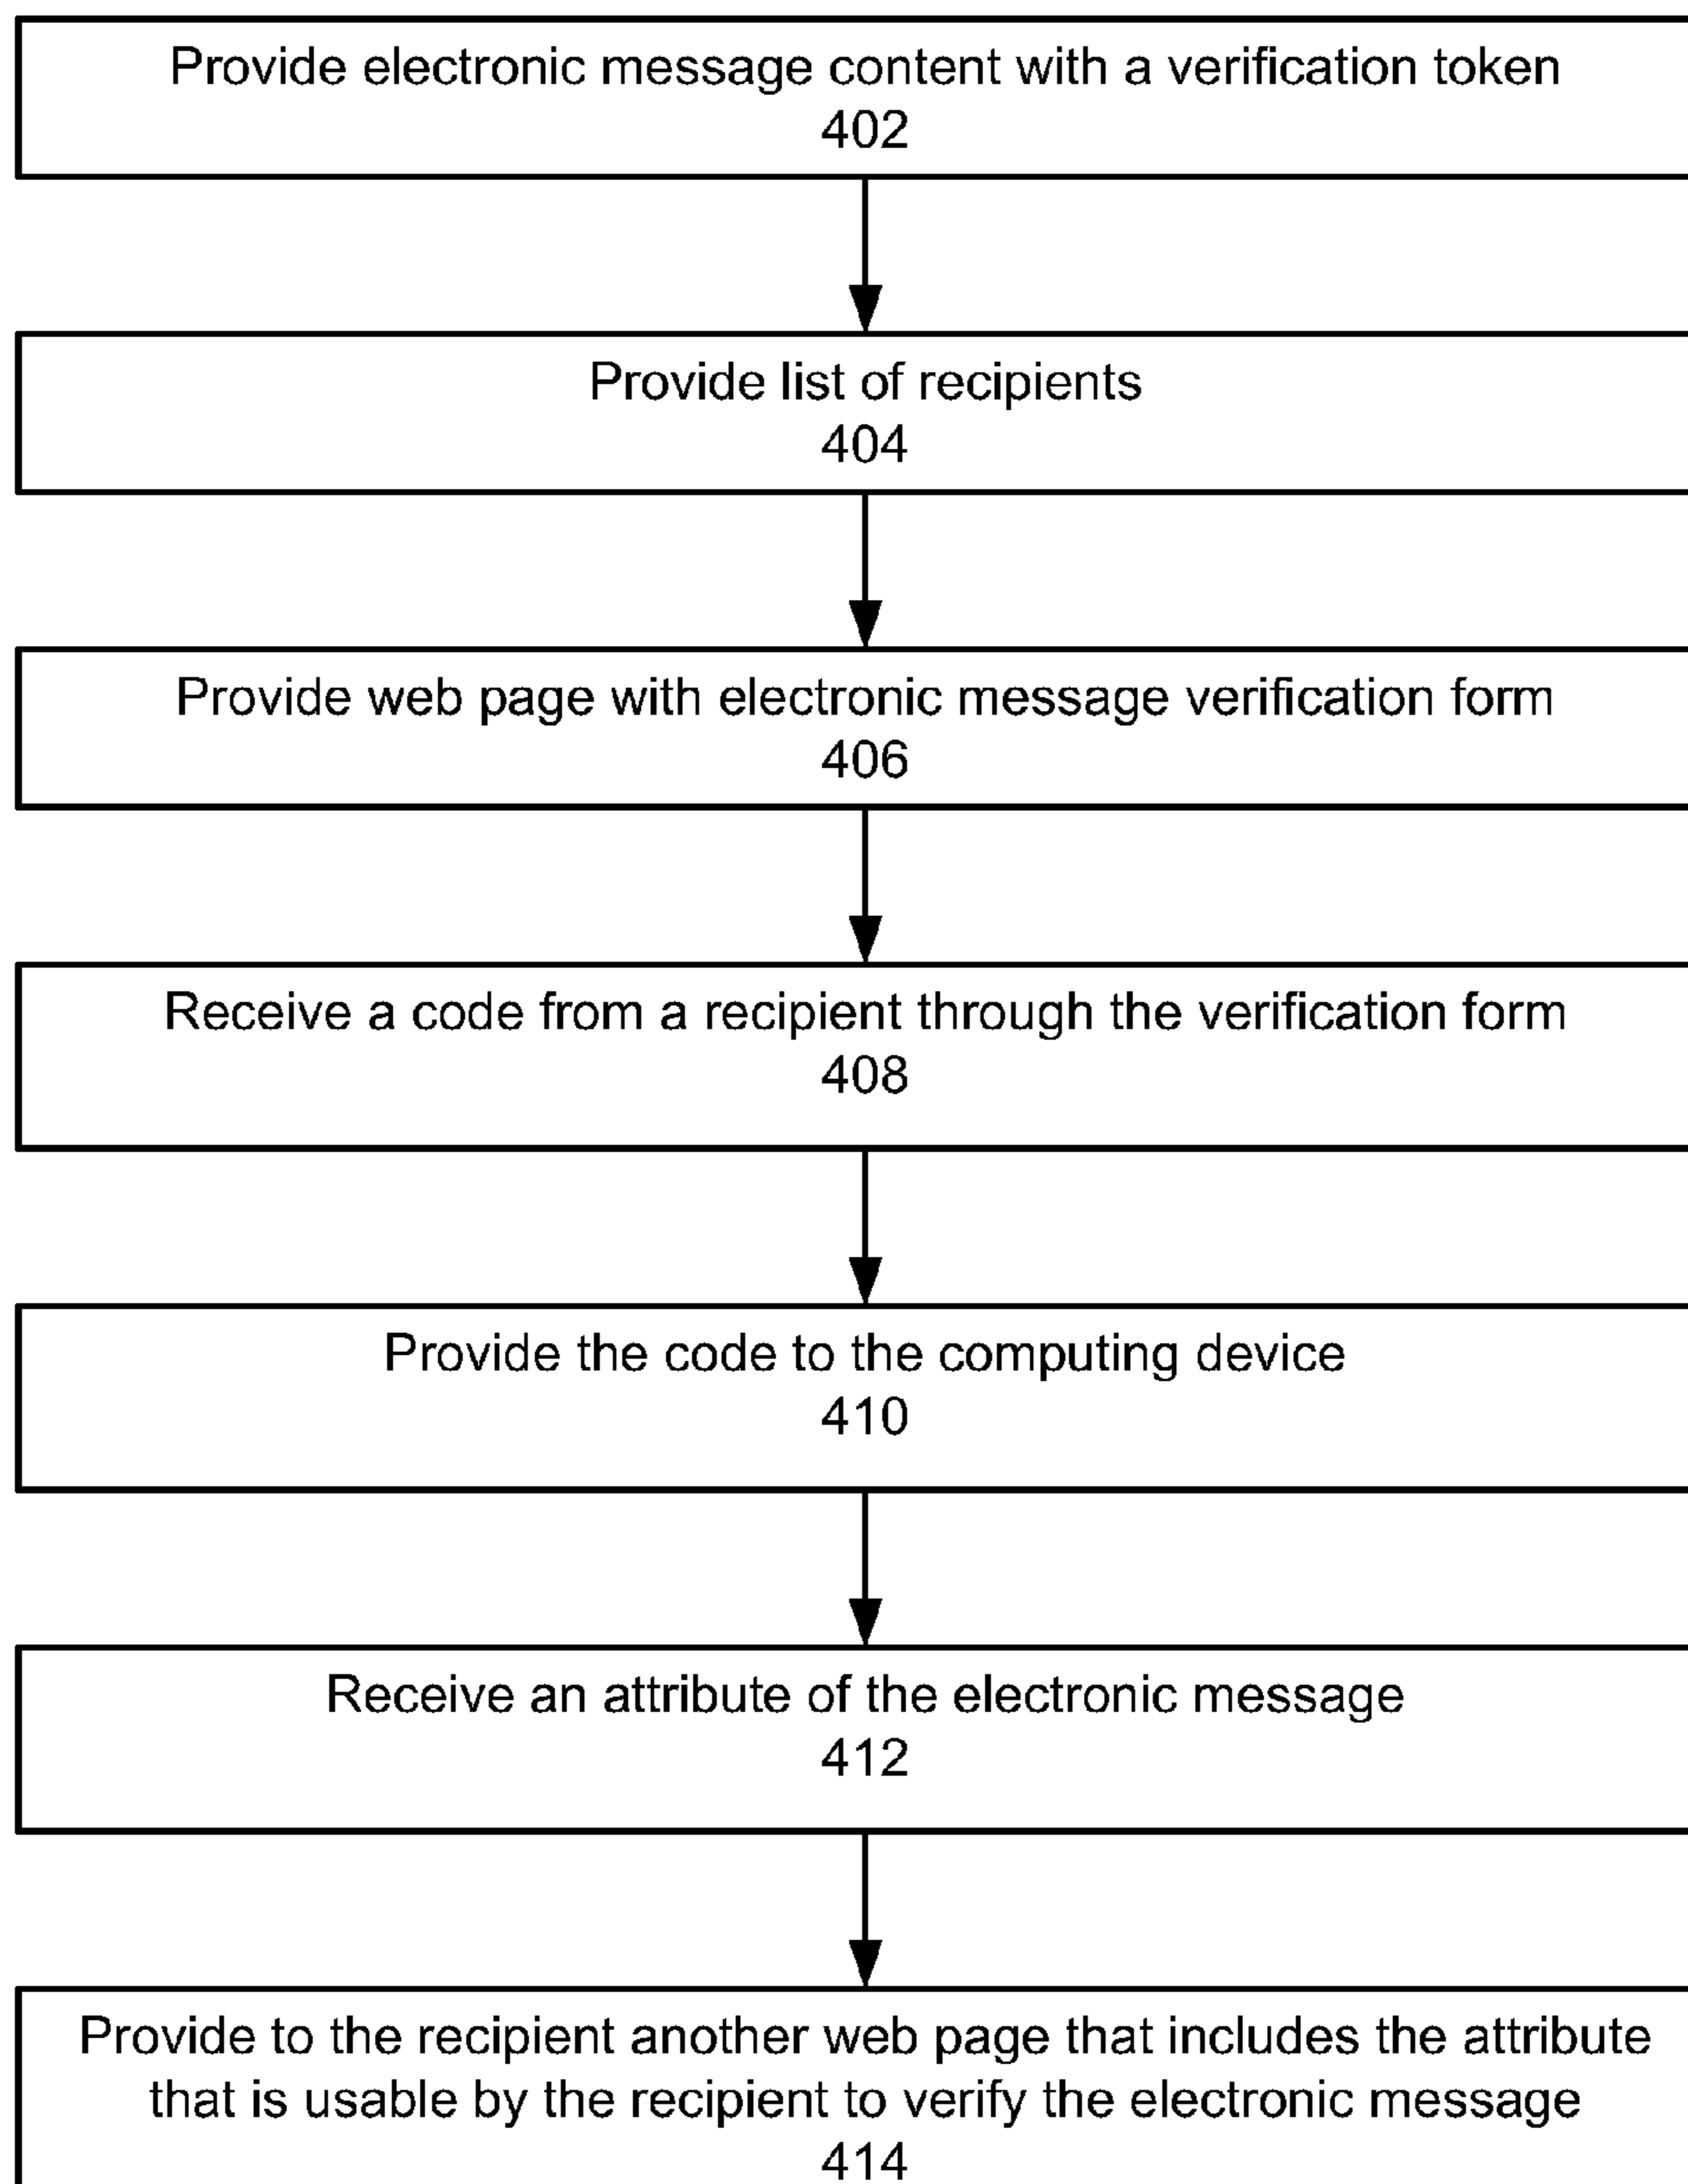 Provide electronic message content with a verification token
402
Provide list of recipients
404
Provide web page with electronic message verification form
406
Receive a code from a recipient through the verification form
408
Provide the code to the computing device
410
Receive an attribute of the electronic message
412
Provide to the recipient another web page that includes the attribute
that is usable by the recipient to verify the electronic message
414